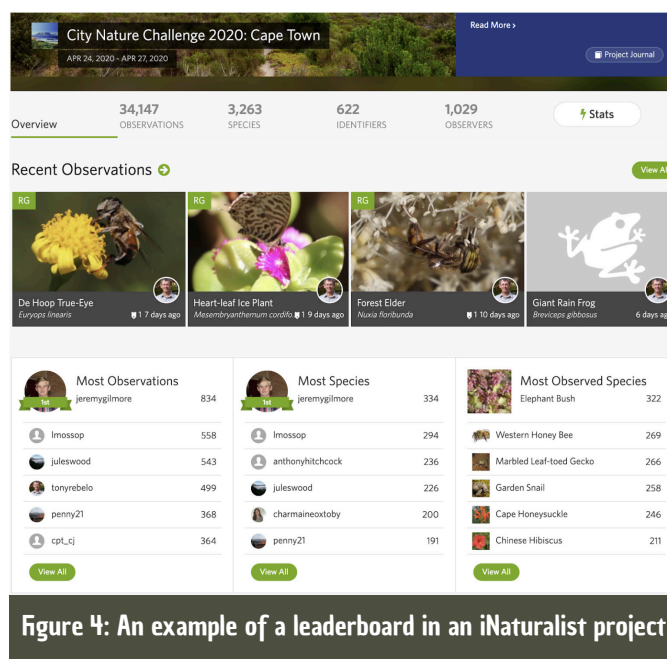 City Nature Challenge 2020: Cape Town
APR 24, 2020 - APR 27, 2020
Read More ›
Project Journal
Overview
34,147
OBSERVATIONS
3,263
SPECIES
622
IDENTIFIERS
1,029
OBSERVERS
Stats
Recent Observations
View Al
RG
De Hoop True-Eye
Euryops linearis
1 7 days ago
RG
Heart-leaf Ice Plant
Mesembryanthemum cordifo.
1 9 days ago
RG
Forest Elder
Nuxia floribunda
1 10 days ago
Giant Rain Frog
Breviceps gibbosus
6 days ag
Most Observations
1st
jeremygilmore 834
lmossop 558
juleswood 543
tonyrebelo 499
penny21 368
cpt_cj 364
View All
Most Species
1st
jeremygilmore 334
lmossop 294
anthonyhitchcock 236
juleswood 226
charmaineoxtoby 200
penny21 191
View All
Most Observed Species
Elephant Bush 322
Western Honey Bee 269
Marbled Leaf-toed Gecko 266
Garden Snail 258
Cape Honeysuckle 246
Chinese Hibiscus 211
View All
Figure 4: An example of a leaderboard in an iNaturalist project